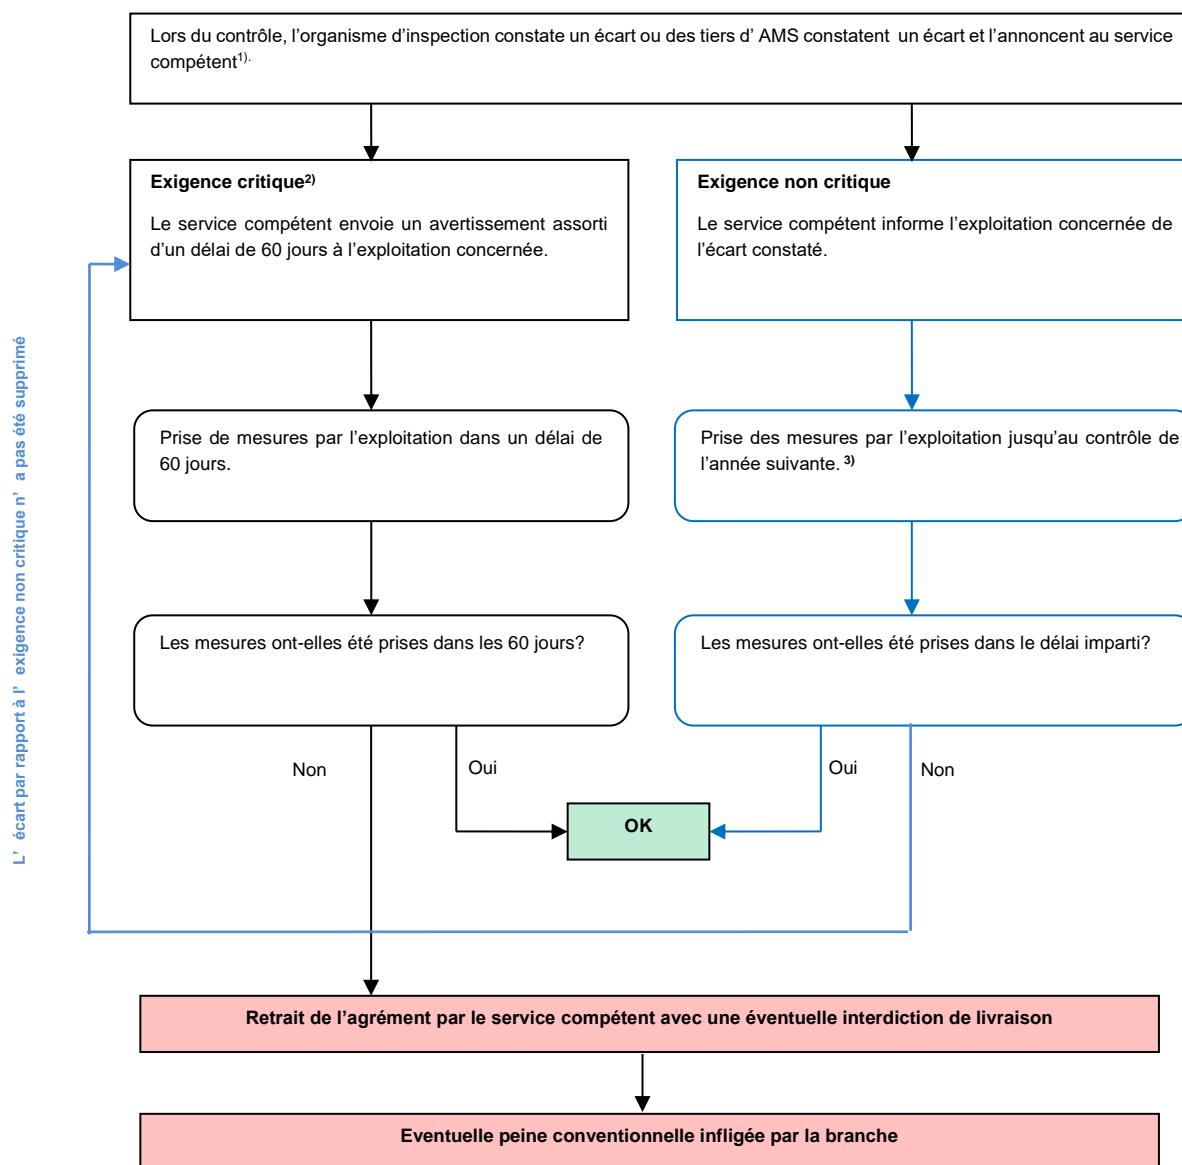 Lors du contrôle, l’organisme d’inspection constate un écart ou des tiers d’ AMS constatent un écart et l’annoncent au service
compétent1).
Exigence critique2)
Le service compétent envoie un avertissement assorti
d’un délai de 60 jours à l’exploitation concernée.
Exigence non critique
Le service compétent informe l’exploitation concernée de
l’écart constaté.
L’ écart par rapport à l’ exigence non critique n’ a pas été supprimé
Prise de mesures par l’exploitation dans un délai de
60 jours.
Prise des mesures par l’exploitation jusqu’au contrôle de
l’année suivante. 3)
Les mesures ont-elles été prises dans les 60 jours?
Les mesures ont-elles été prises dans le délai imparti?
Non
Oui
Oui
Non
OK
Retrait de l’agrément par le service compétent avec une éventuelle interdiction de livraison
Eventuelle peine conventionnelle infligée par la branche